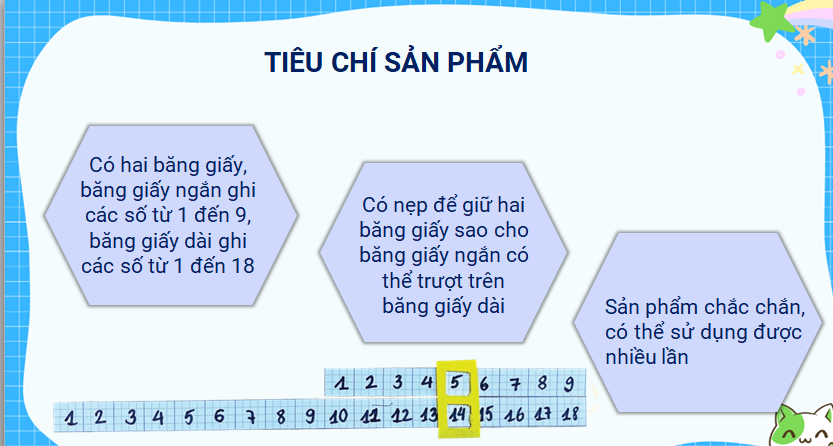 TIÊU CHÍ SẢN PHẨM
Có hai băng giấy,
băng giấy ngắn ghi
các số từ 1 đến 9,
băng giấy dài ghi
các số từ 1 đến 18
Có nẹp để giữ hai
băng giấy sao cho
băng giấy ngắn có
thể trượt trên
băng giấy dài
Sản phẩm chắc chắn,
có thể sử dụng được
nhiều lần
1 2 3 4 5 6 7 8 9
1 2 3 4 5 6 7 8 9 10 11 12 13 14 15 16 17 18